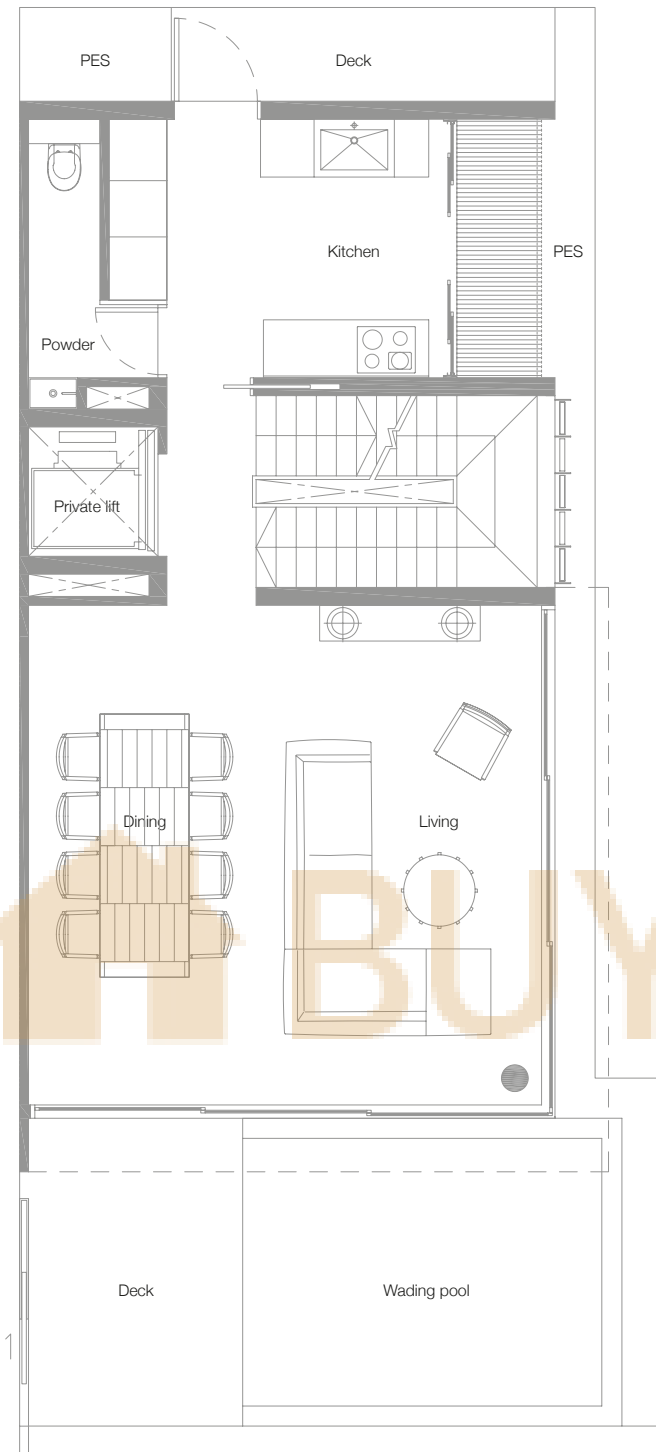 PES
Deck
Kitchen
PES
Powder
Private lift
Dining
Living
BUY
Deck
Wading pool
1